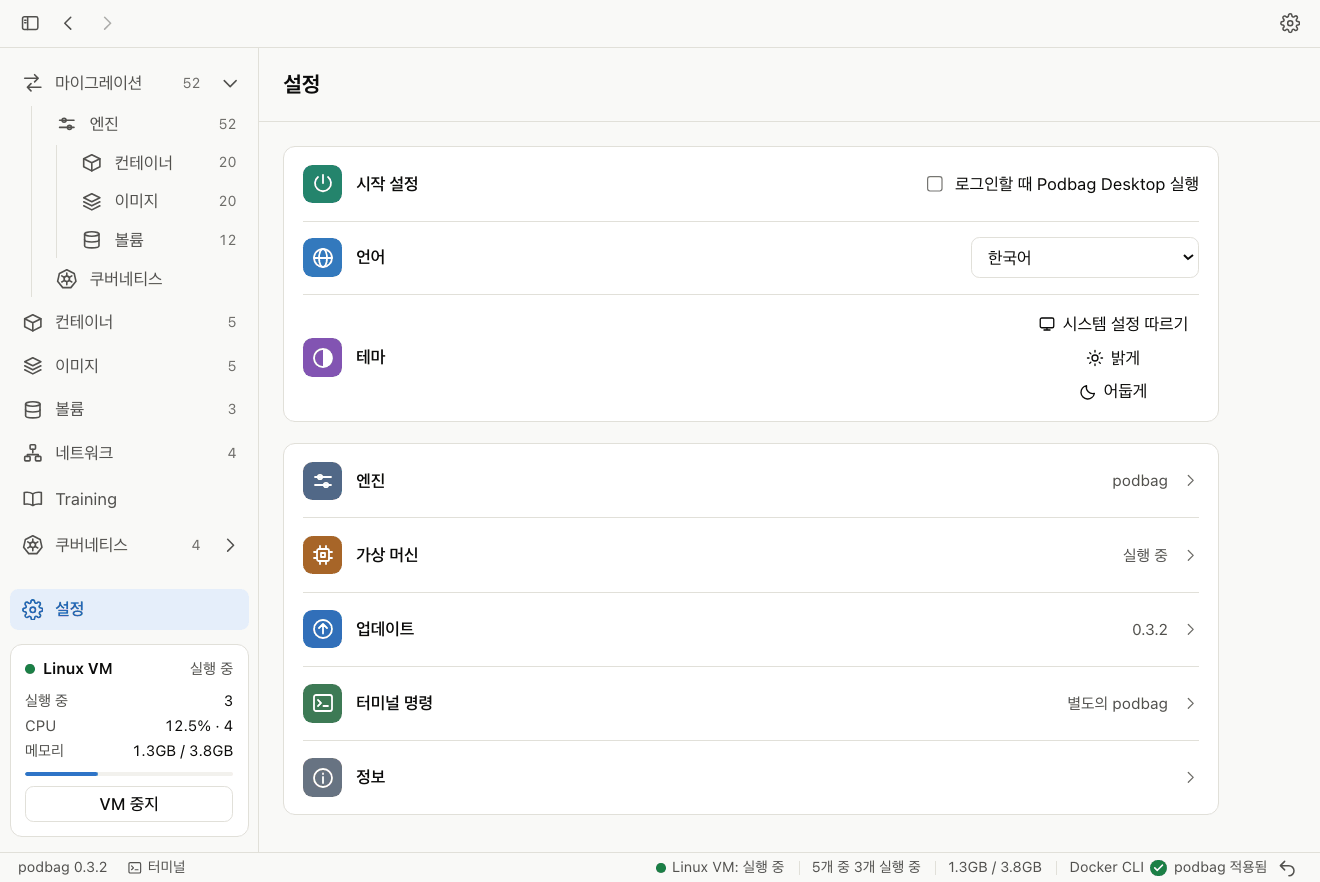 마이그레이션 52
엔진 52
컨테이너 20
이미지 20
볼륨 12
쿠버네티스
컨테이너 5
이미지 5
볼륨 3
네트워크 4
Training
쿠버네티스 4
설정
Linux VM 실행 중
실행 중 3
CPU 12.5% · 4
메모리 1.3GB / 3.8GB
VM 중지
설정
시작 설정 로그인할 때 Podbag Desktop 실행
언어 한국어
테마
시스템 설정 따르기
밝게
어둡게
엔진 podbag
가상 머신 실행 중
업데이트 0.3.2
터미널 명령 별도의 podbag
정보
podbag 0.3.2 터미널 Linux VM: 실행 중 5개 중 3개 실행 중 1.3GB / 3.8GB Docker CLI podbag 적용됨